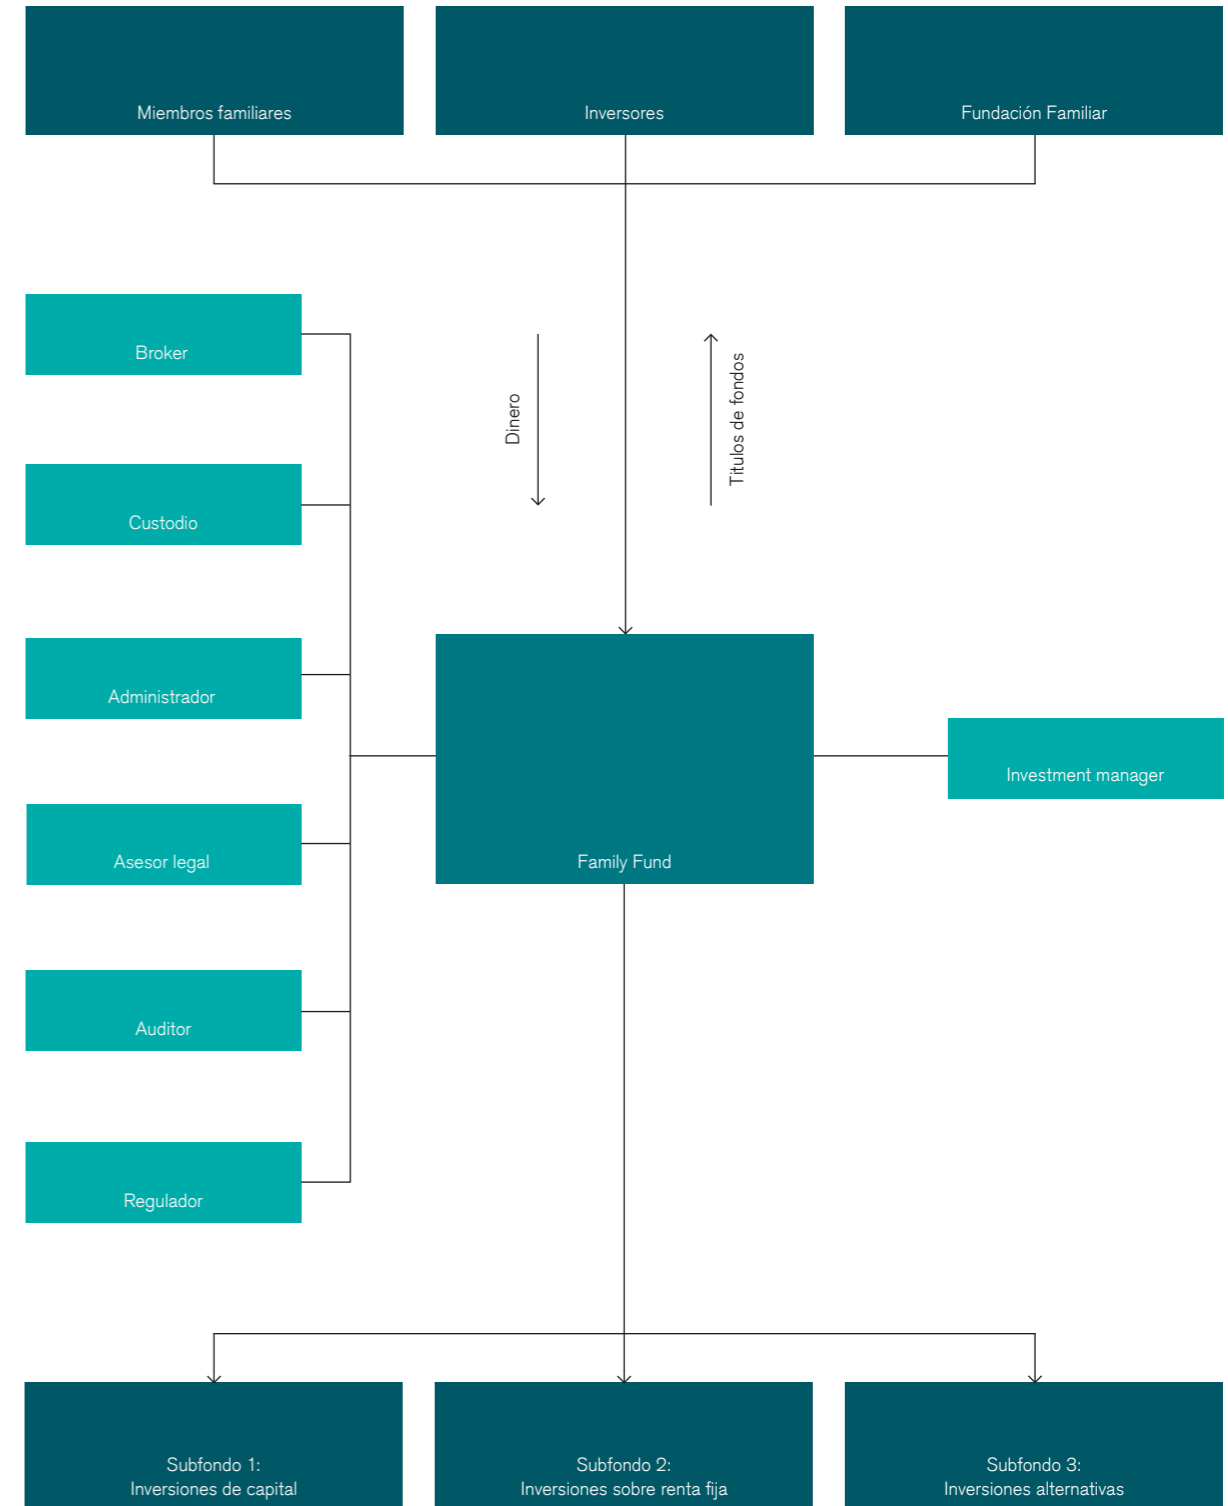 Miembros familiares
Inversores
Fundación Familiar
Broker
Dinero
Titulos de fondos
Custodio
Administrador
Investment manager
Asesor legal
Family Fund
Auditor
Regulador
Subfondo 1:
Inversiones de capital
Subfondo 2:
Inversiones sobre renta fija
Subfondo 3:
Inversiones alternativas